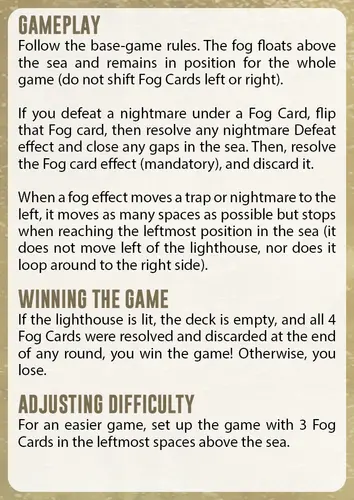 GAMEPLAY
Follow the base-game rules. The fog floats above
the sea and remains in position for the whole
game (do not shift Fog Cards left or right).
If you defeat a nightmare under a Fog Card, flip
that Fog card, then resolve any nightmare Defeat
effect and close any gaps in the sea. Then, resolve
the Fog card effect (mandatory), and discard it.
When a fog effect moves a trap or nightmare to the
left, it moves as many spaces as possible but stops
when reaching the leftmost position in the sea (it
does not move left of the lighthouse, nor does it
loop around to the right side).
WINNING THE GAME
If the lighthouse is lit, the deck is empty, and all 4
Fog Cards were resolved and discarded at the end
of any round, you win the game! Otherwise, you
lose.
ADJUSTING DIFFICULTY
For an easier game, set up the game with 3 Fog
Cards in the leftmost spaces above the sea.